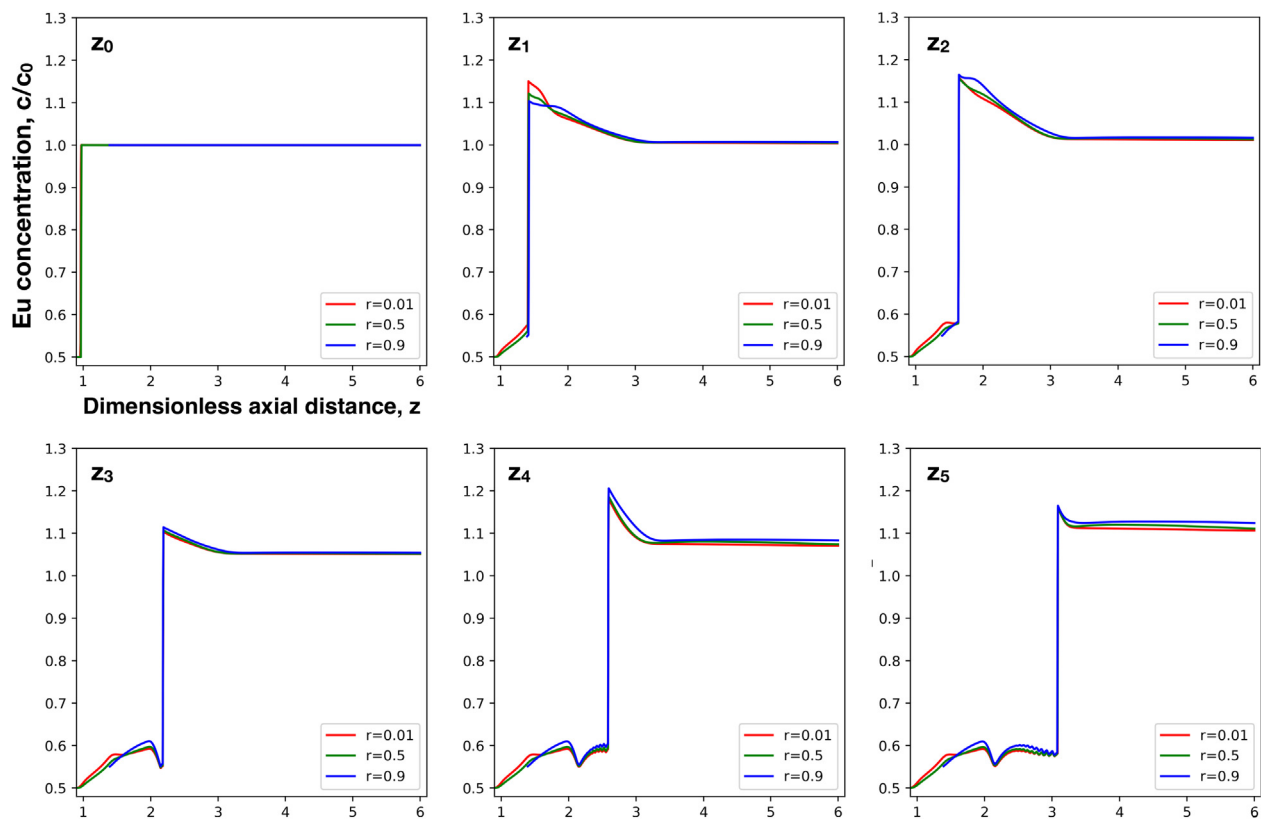 z0
1.3
1.2
1.1
1.0
0.9
0.8
0.7
0.6
0.5
1 2 3 4 5 6
r=0.01
r=0.5
r=0.9
Eu concentration, c/c0
Dimensionless axial distance, z
z1
1.3
1.2
1.1
1.0
0.9
0.8
0.7
0.6
0.5
1 2 3 4 5 6
r=0.01
r=0.5
r=0.9
z2
1.3
1.2
1.1
1.0
0.9
0.8
0.7
0.6
0.5
1 2 3 4 5 6
r=0.01
r=0.5
r=0.9
z3
1.3
1.2
1.1
1.0
0.9
0.8
0.7
0.6
0.5
1 2 3 4 5 6
r=0.01
r=0.5
r=0.9
z4
1.3
1.2
1.1
1.0
0.9
0.8
0.7
0.6
0.5
1 2 3 4 5 6
r=0.01
r=0.5
r=0.9
z5
1.3
1.2
1.1
1.0
0.9
0.8
0.7
0.6
0.5
1 2 3 4 5 6
r=0.01
r=0.5
r=0.9